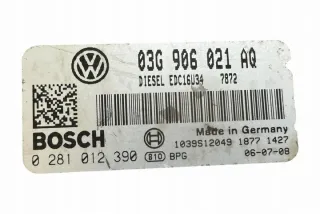 03G 906 021 AQ
DIESEL EDC16U34 7872
BOSCH
Made in Germany
1039S12049 1877 1427
0 281 012 390 810 BPG 06-07-08